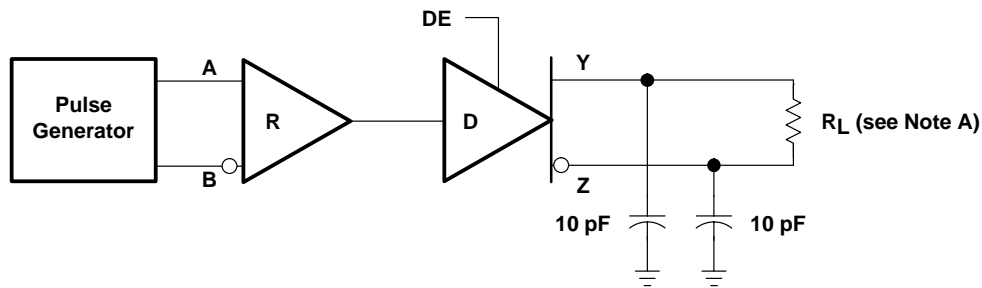 DE
A
Y
Pulse
Generator
R
D
RL (see Note A)
B
Z
10 pF
10 pF